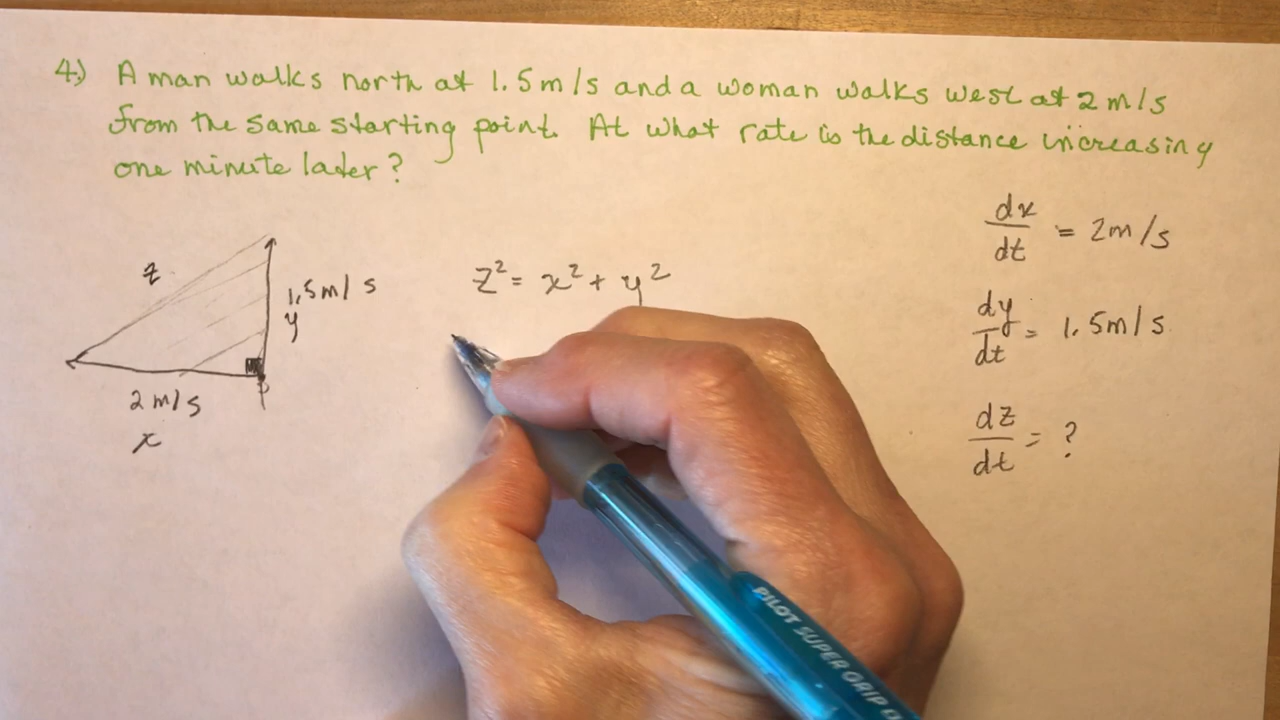 4.) A man walks north at 1.5 m/s and a woman walks west at 2 m/s
from the same starting point. At what rate is the distance increasing
one minute later?
z
1.5 m/s
y
2 m/s
x
z² = x² + y²
dx/dt = 2 m/s
dy/dt = 1.5 m/s
dz/dt = ?
PILOT SUPER GRIP